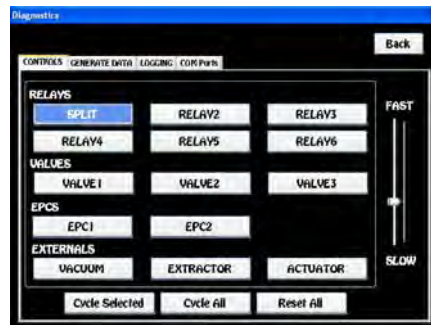 Diagnostics
Back
CONTROLS GENERATE DATA LOGGING COM Ports
RELAYS
SPLIT RELAY2 RELAY3
FAST
RELAY4 RELAY5 RELAY6
VALVES
VALVE1 VALVE2 VALVE3
EPCS
EPC1 EPC2
EXTERNALS
VACUUM EXTRACTOR ACTUATOR
SLOW
Cycle Selected Cycle All Reset All